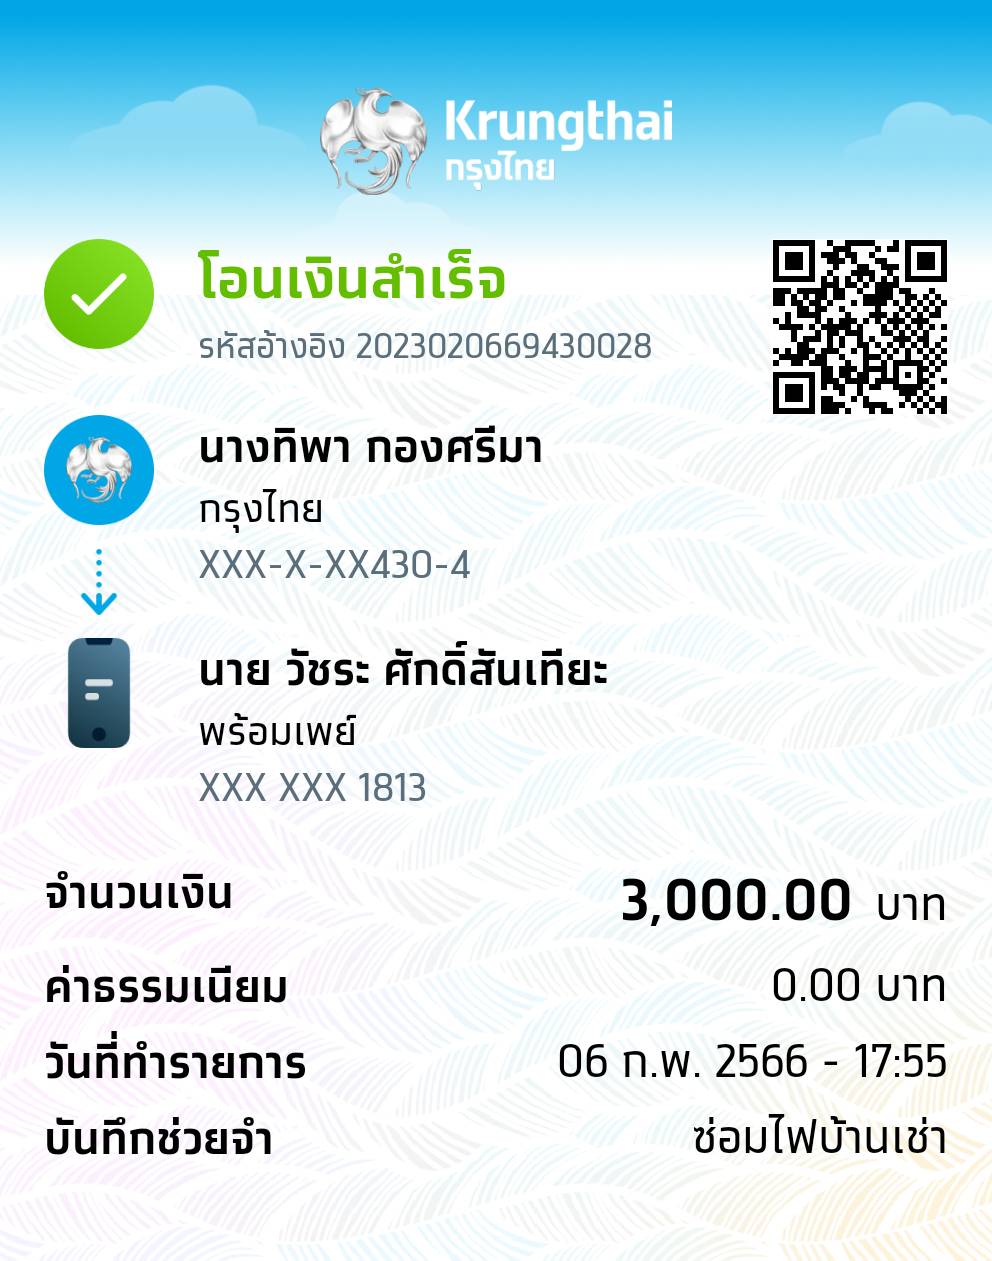 Krungthai
กรุงไทย
โอนเงินสำเร็จ
รหัสอ้างอิง 2023020669430028
นางทิพา กองศรีมา
กรุงไทย
XXX-X-XX430-4
นาย วัชระ ศักดิ์สันเทียะ
พร้อมเพย์
XXX XXX 1813
จำนวนเงิน 3,000.00 บาท
ค่าธรรมเนียม 0.00 บาท
วันที่ทำรายการ 06 ก.พ. 2566 - 17:55
บันทึกช่วยจำ ซ่อมไฟบ้านเช่า